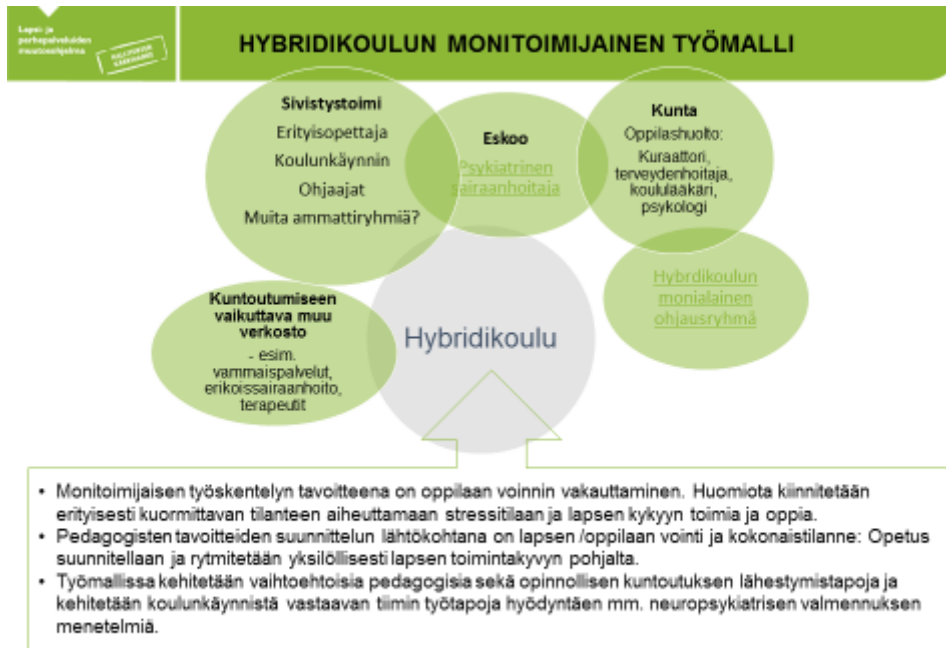 Lapsi- ja
perhepalveluiden
muutosohjelma
HALLITUKSEN
KÄRKIHANKE
HYBRIDIKOULUN MONITOIMIJAINEN TYÖMALLI
Sivistystoimi
Erityisopettaja
Koulunkäynnin
Ohjaajat
Muita ammattiryhmiä?
Eskoo
Psykiatrinen
sairaanhoitaja
Kunta
Oppilashuolto:
Kuraattori,
terveydenhoitaja,
koululääkäri,
psykologi
Hybrdikoulun
monialainen
ohjausryhmä
Kuntoutumiseen
vaikuttava muu
verkosto
- esim.
vammaispalvelut,
erikoissairaanhoito,
terapeutit
Hybridikoulu
• Monitoimijaisen työskentelyn tavoitteena on oppilaan voinnin vakauttaminen. Huomiota kiinnitetään
erityisesti kuormittavan tilanteen aiheuttamaan stressitilaan ja lapsen kykyyn toimia ja oppia.
• Pedagogisten tavoitteiden suunnittelun lähtökohtana on lapsen /oppilaan vointi ja kokonaistilanne: Opetus
suunnitellaan ja rytmitetään yksilöllisesti lapsen toimintakyvyn pohjalta.
• Työmallissa kehitetään vaihtoehtoisia pedagogisia sekä opinnollisen kuntoutuksen lähestymistapoja ja
kehitetään koulunkäynnistä vastaavan tiimin työtapoja hyödyntäen mm. neuropsykiatrisen valmennuksen
menetelmiä.